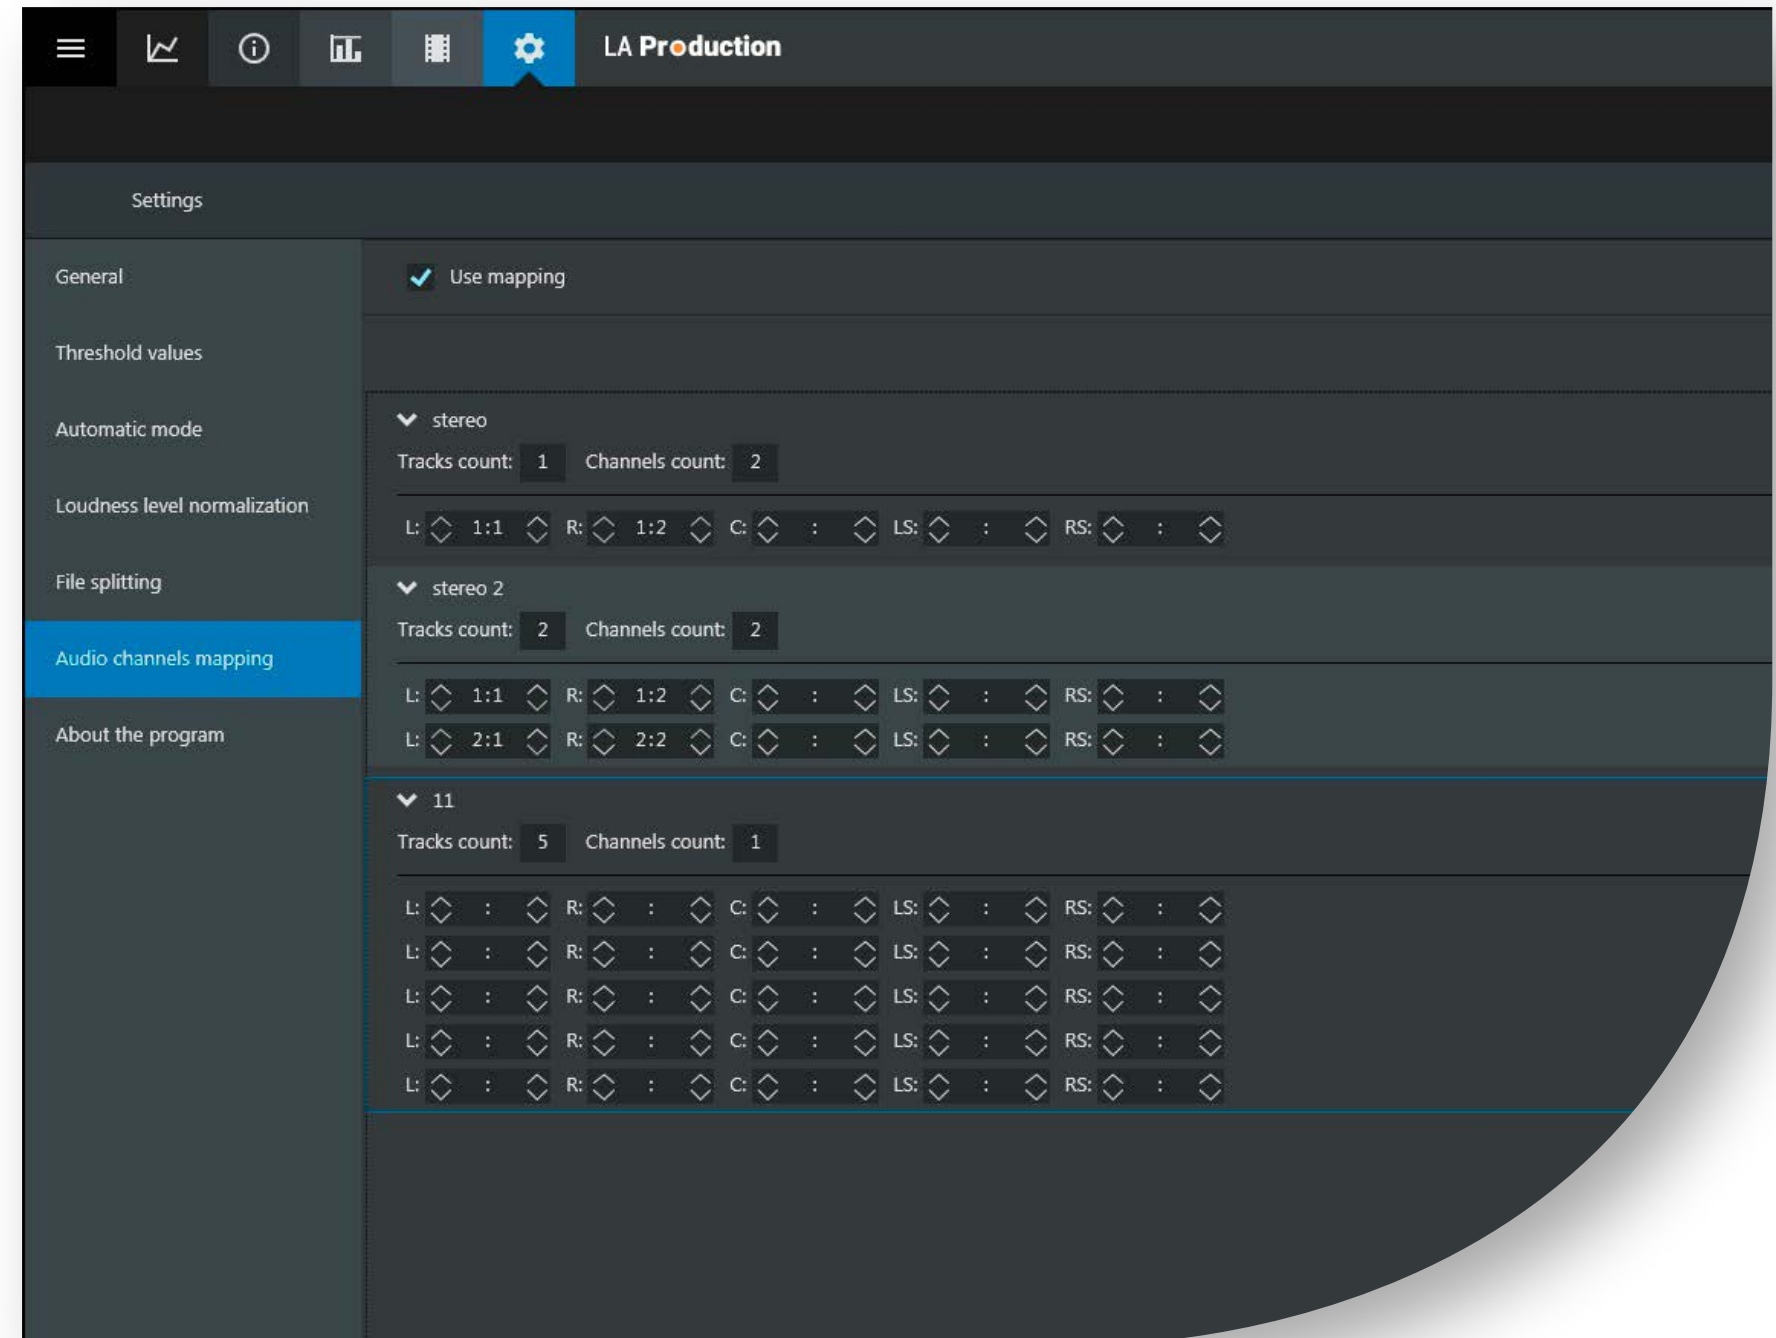 LA Production
Settings
General
Threshold values
Automatic mode
Loudness level normalization
File splitting
Audio channels mapping
About the program
Use mapping
stereo
Tracks count: 1 Channels count: 2
L: 1:1 R: 1:2 C: : LS: : RS: :
stereo 2
Tracks count: 2 Channels count: 2
L: 1:1 R: 1:2 C: : LS: : RS: :
L: 2:1 R: 2:2 C: : LS: : RS: :
11
Tracks count: 5 Channels count: 1
L: : R: : C: : LS: : RS: :
L: : R: : C: : LS: : RS: :
L: : R: : C: : LS: : RS: :
L: : R: : C: : LS: : RS: :
L: : R: : C: : LS: : RS: :